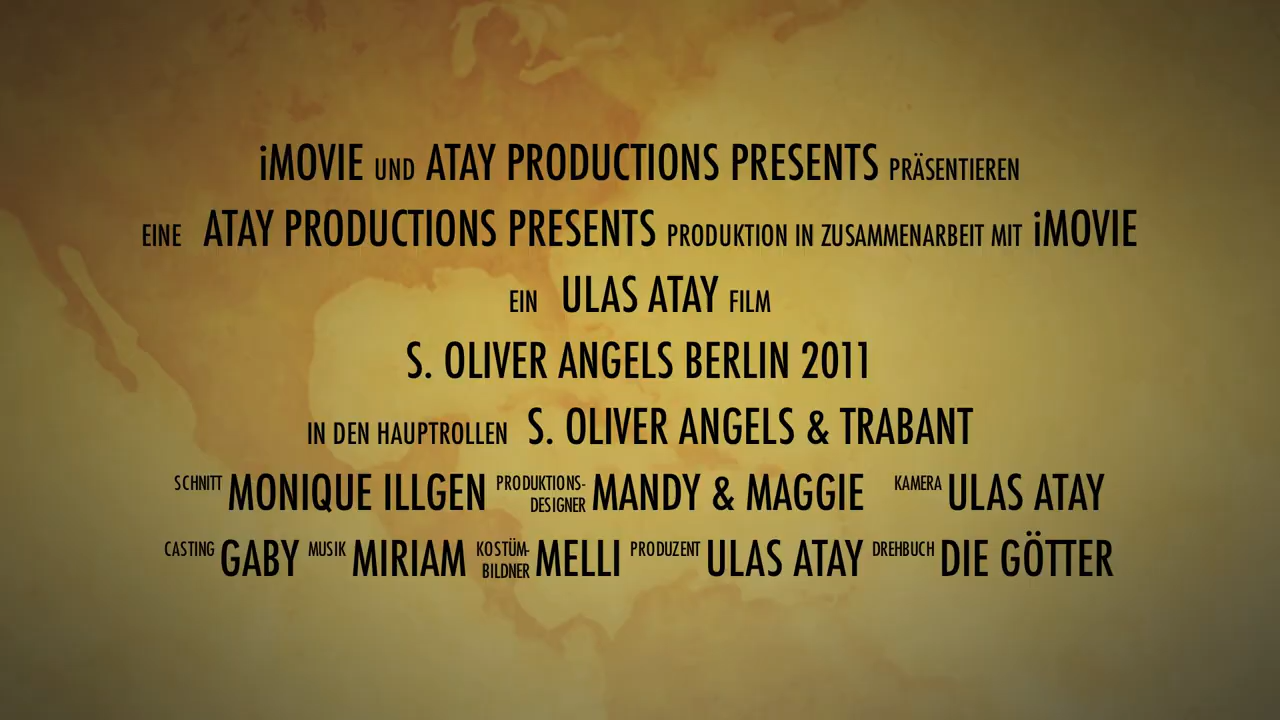 iMOVIE UND ATAY PRODUCTIONS PRESENTS PRÄSENTIEREN
EINE ATAY PRODUCTIONS PRESENTS PRODUKTION IN ZUSAMMENARBEIT MIT iMOVIE
EIN ULAS ATAY FILM
S. OLIVER ANGELS BERLIN 2011
IN DEN HAUPTROLLEN S. OLIVER ANGELS & TRABANT
SCHNITT MONIQUE ILLGEN PRODUKTIONS-DESIGNER MANDY & MAGGIE KAMERA ULAS ATAY
CASTING GABY MUSIK MIRIAM KOSTÜM-BILDNER MELLI PRODUZENT ULAS ATAY DREHBUCH DIE GÖTTER